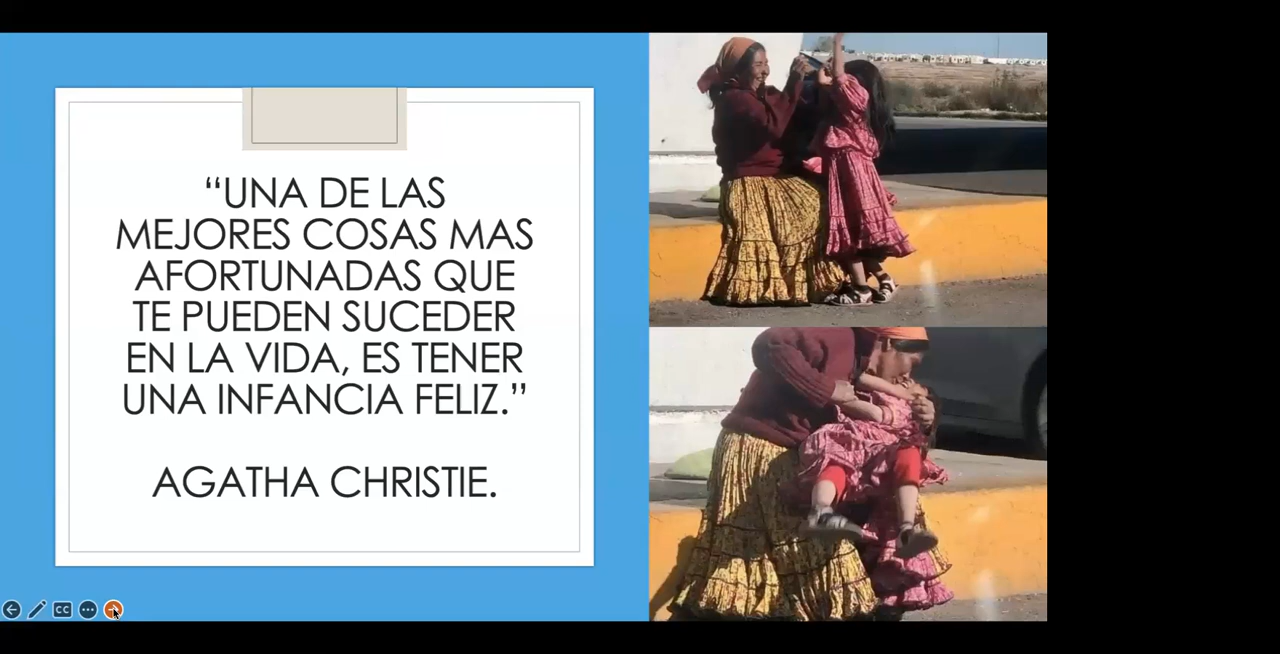 “UNA DE LAS
MEJORES COSAS MAS
AFORTUNADAS QUE
TE PUEDEN SUCEDER
EN LA VIDA, ES TENER
UNA INFANCIA FELIZ.”
AGATHA CHRISTIE.
CC